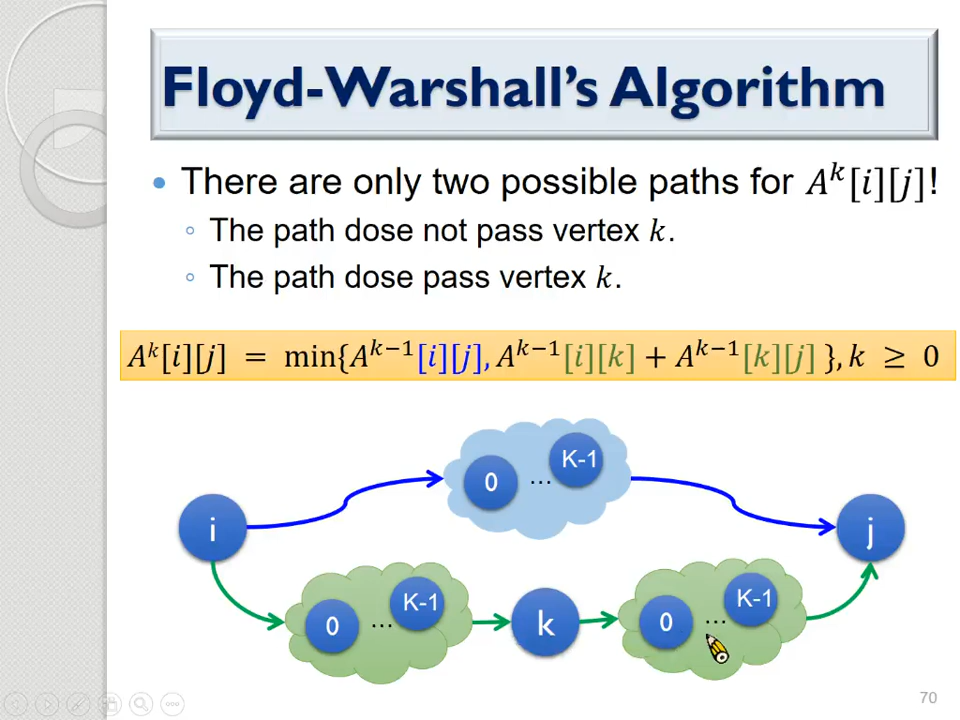 Floyd-Warshall's Algorithm
• There are only two possible paths for A^k[i][j]!
◦ The path dose not pass vertex k.
◦ The path dose pass vertex k.
A^k[i][j] = min{A^{k−1}[i][j], A^{k−1}[i][k] + A^{k−1}[k][j] }, k ≥ 0
0 ... K-1
i j
0 ... K-1 k 0 ... K-1
70